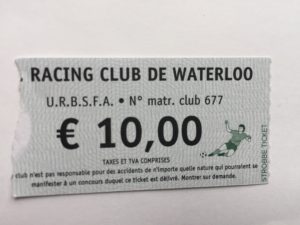 . RACING CLUB DE WATERLOO
U.R.B.S.F.A. • N° matr. club 677
€ 10,00
TAXES ET TVA COMPRISES
club n'est pas responsable pour des accidents de n'importe quelle nature qui pourraient se
manifester à un concours duquel ce ticket est délivré. Montrer sur demande.
STROBBE TICKET